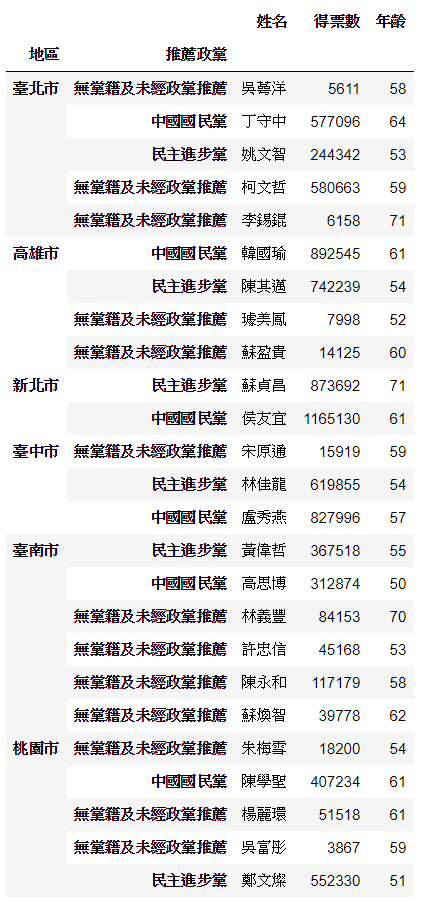 姓名 得票數 年齡
地區 推薦政黨
臺北市 無黨籍及未經政黨推薦 吳萼洋 5611 58
中國國民黨 丁守中 577096 64
民主進步黨 姚文智 244342 53
無黨籍及未經政黨推薦 柯文哲 580663 59
無黨籍及未經政黨推薦 李錫錕 6158 71
高雄市 中國國民黨 韓國瑜 892545 61
民主進步黨 陳其邁 742239 54
無黨籍及未經政黨推薦 璩美鳳 7998 52
無黨籍及未經政黨推薦 蘇盈貴 14125 60
新北市 民主進步黨 蘇貞昌 873692 71
中國國民黨 侯友宜 1165130 61
臺中市 無黨籍及未經政黨推薦 宋原通 15919 59
民主進步黨 林佳龍 619855 54
中國國民黨 盧秀燕 827996 57
臺南市 民主進步黨 黃偉哲 367518 55
中國國民黨 高思博 312874 50
無黨籍及未經政黨推薦 林義豐 84153 70
無黨籍及未經政黨推薦 許忠信 45168 53
無黨籍及未經政黨推薦 陳永和 117179 58
無黨籍及未經政黨推薦 蘇煥智 39778 62
桃園市 無黨籍及未經政黨推薦 朱梅雪 18200 54
中國國民黨 陳學聖 407234 61
無黨籍及未經政黨推薦 楊麗環 51518 61
無黨籍及未經政黨推薦 吳富彤 3867 59
民主進步黨 鄭文燦 552330 51